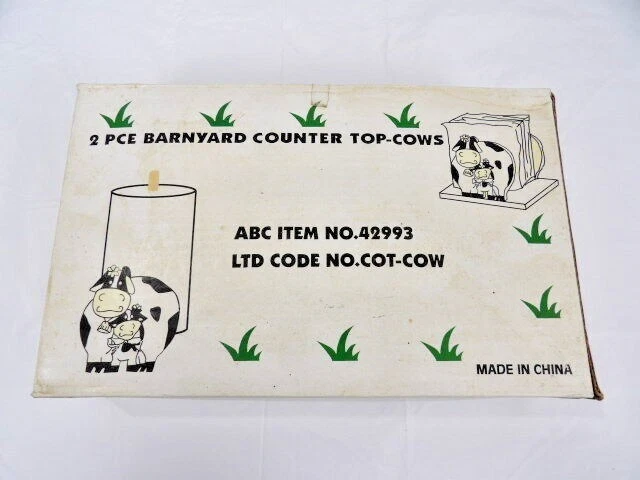 2 PCE BARNYARD COUNTER TOP-COWS
ABC ITEM NO.42993
LTD CODE NO.COT-COW
MADE IN CHINA